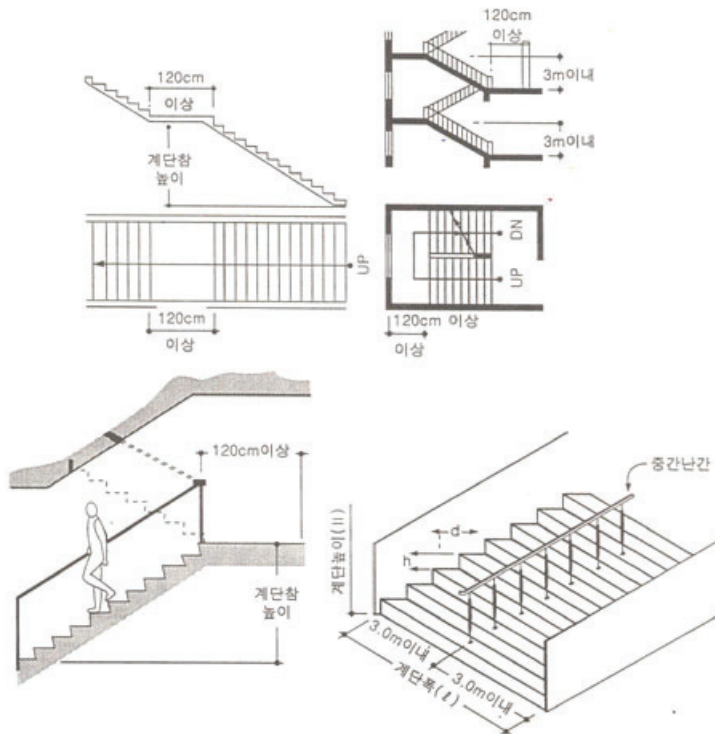 120cm
이상
계단참
높이
UP
120cm
이상
120cm
이상
3m이내
3m이내
DN
UP
120cm 이상
이상
120cm이상
계단참
높이
중간난간
d
h
계단높이(II)
3.0m이내
3.0m이내
계단폭(ℓ)